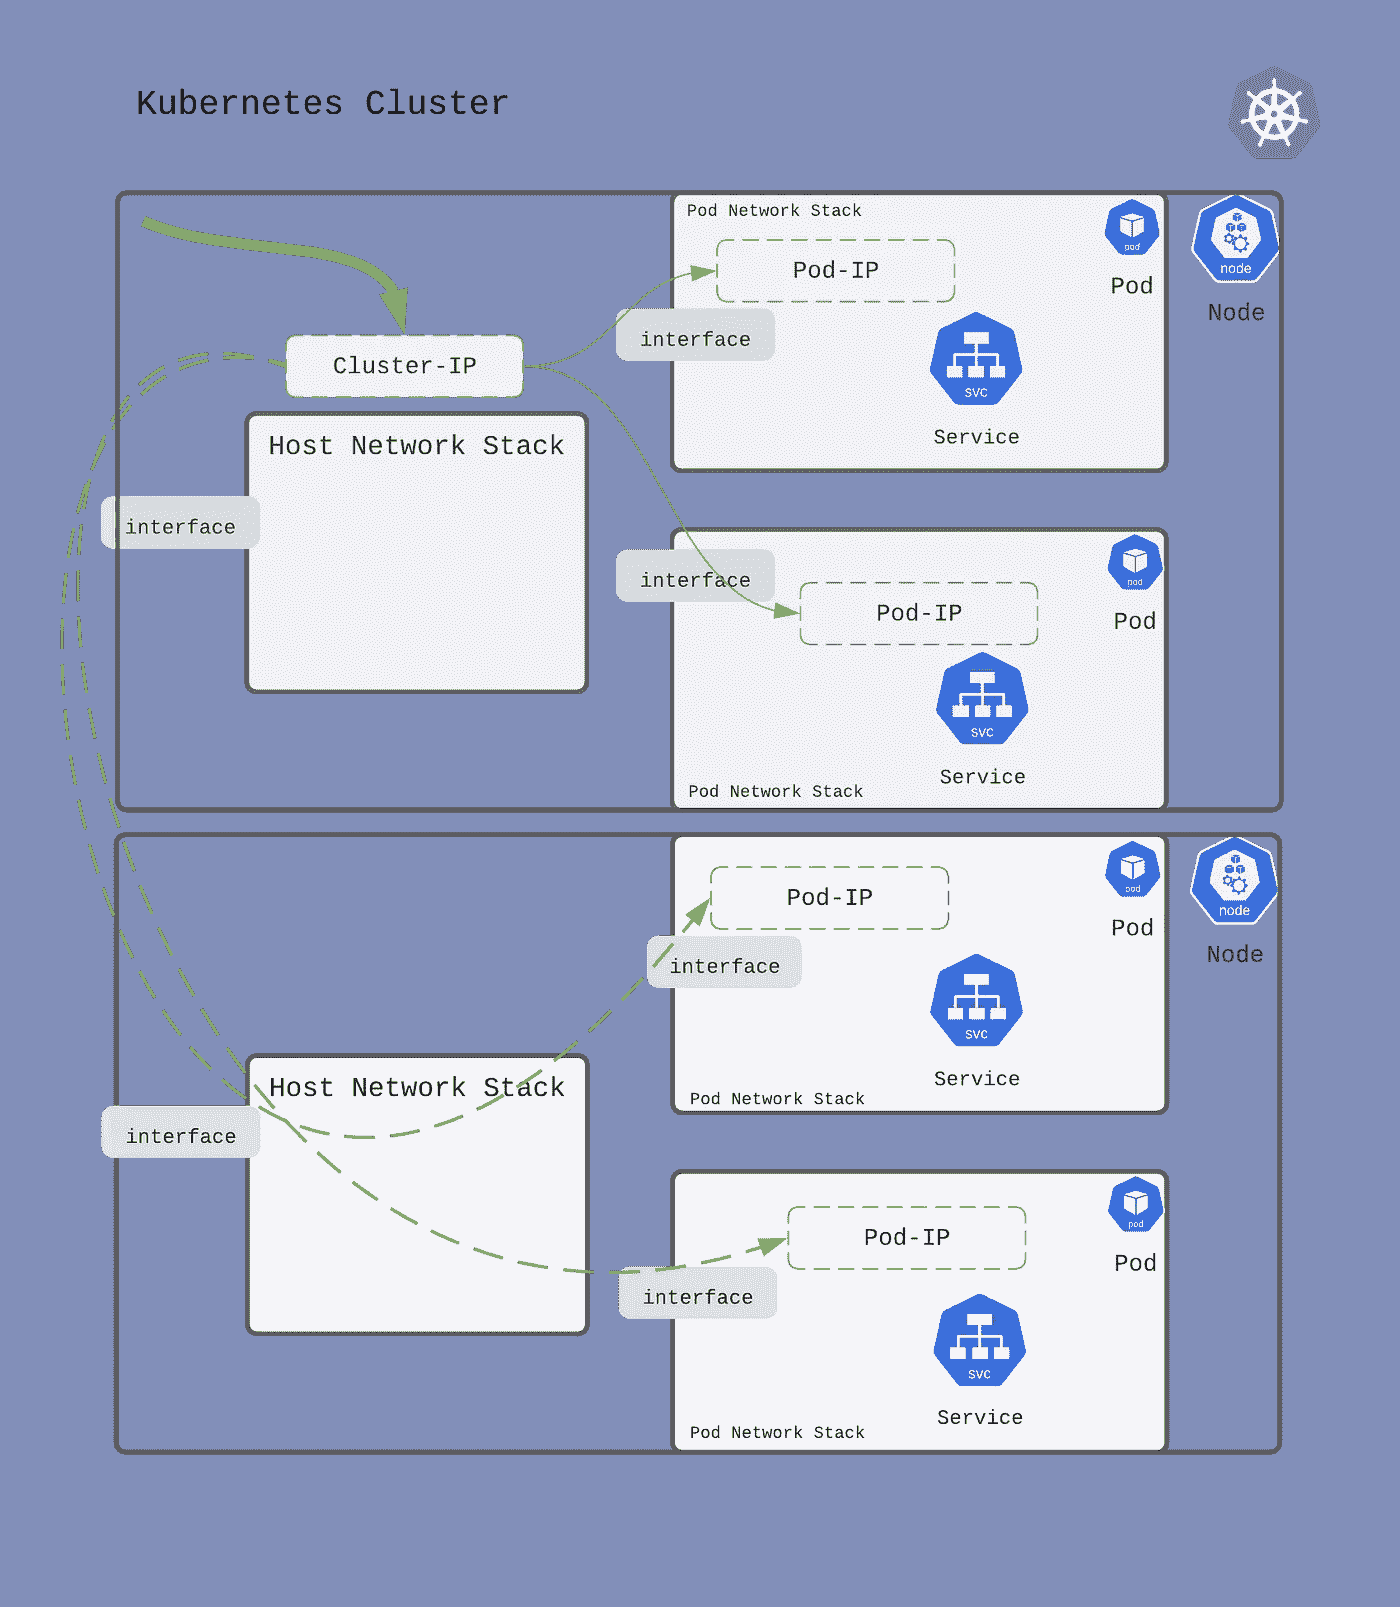 Kubernetes Cluster
Pod Network Stack
pod
node
Pod-IP
Pod
Node
interface
Cluster-IP
svc
Service
Host Network Stack
interface
interface
pod
Pod-IP
Pod
svc
Service
Pod Network Stack
pod
node
Pod-IP
Pod
Node
interface
svc
Service
Pod Network Stack
Host Network Stack
interface
pod
Pod-IP
Pod
interface
svc
Service
Pod Network Stack